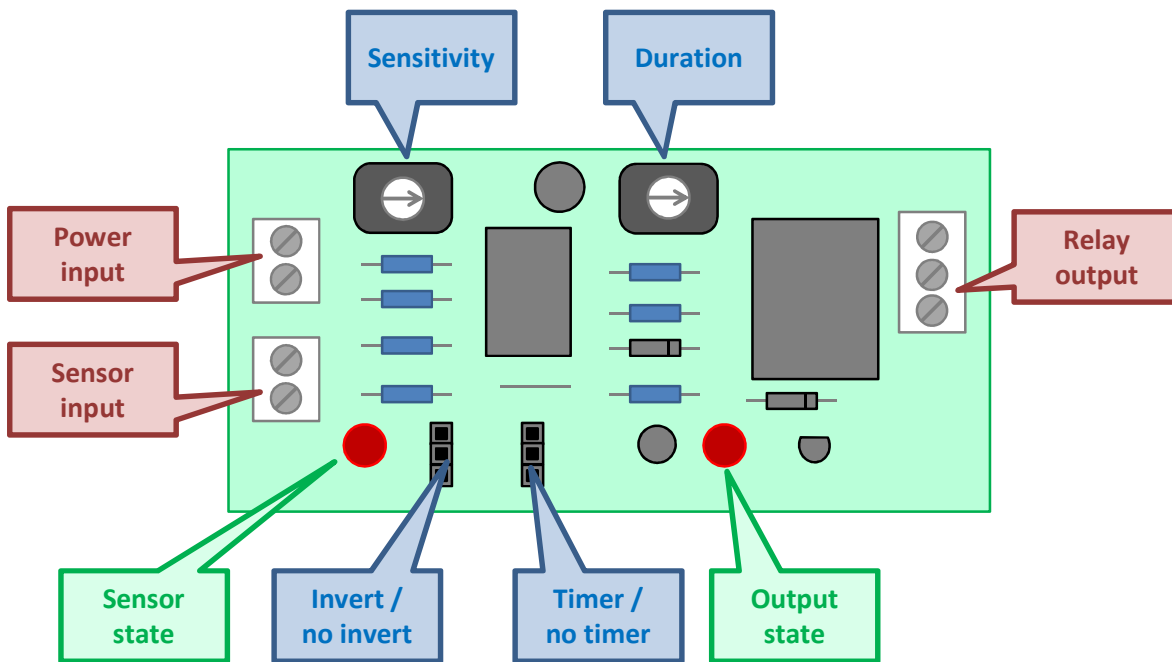 Sensitivity
Duration
Power
input
Relay
output
Sensor
input
Sensor
state
Invert /
no invert
Timer /
no timer
Output
state